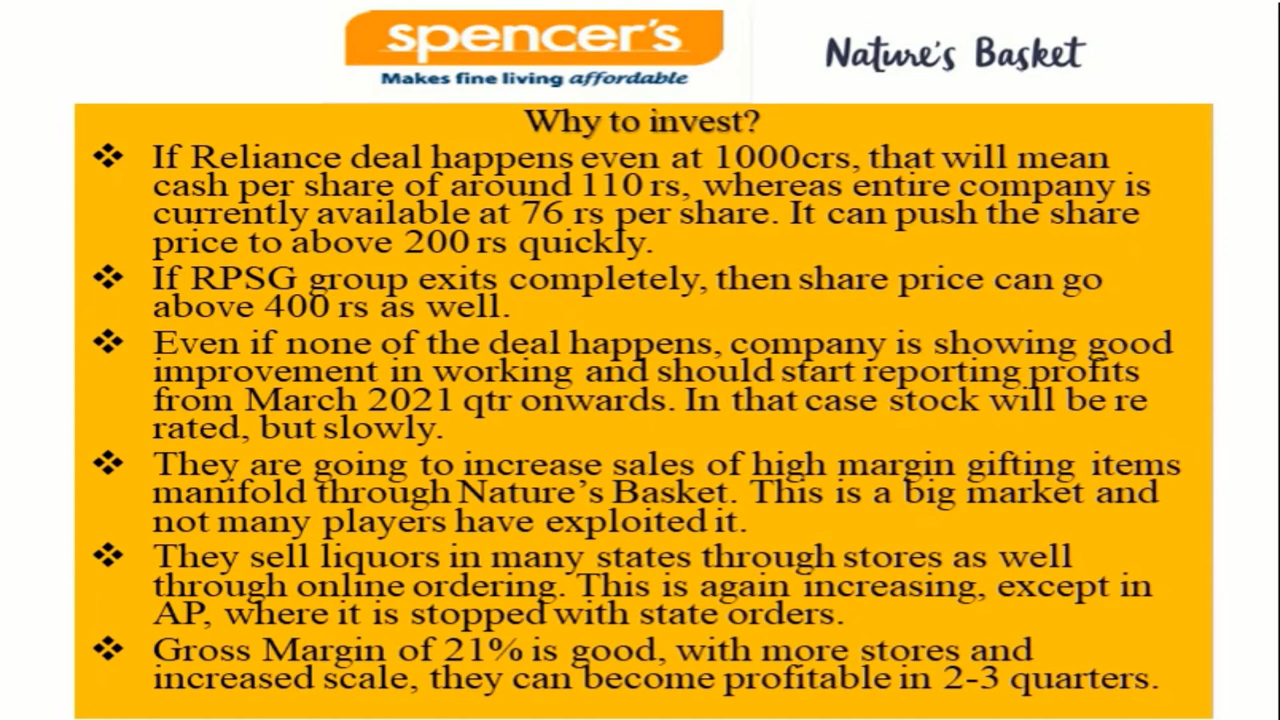 spencer's
Makes fine living affordable
Nature's Basket
Why to invest?
❖ If Reliance deal happens even at 1000crs, that will mean
cash per share of around 110 rs, whereas entire company is
currently available at 76 rs per share. It can push the share
price to above 200 rs quickly.
❖ If RPSG group exits completely, then share price can go
above 400 rs as well.
❖ Even if none of the deal happens, company is showing good
improvement in working and should start reporting profits
from March 2021 qtr onwards. In that case stock will be re
rated, but slowly.
❖ They are going to increase sales of high margin gifting items
manifold through Nature's Basket. This is a big market and
not many players have exploited it.
❖ They sell liquors in many states through stores as well
through online ordering. This is again increasing, except in
AP, where it is stopped with state orders.
❖ Gross Margin of 21% is good, with more stores and
increased scale, they can become profitable in 2-3 quarters.